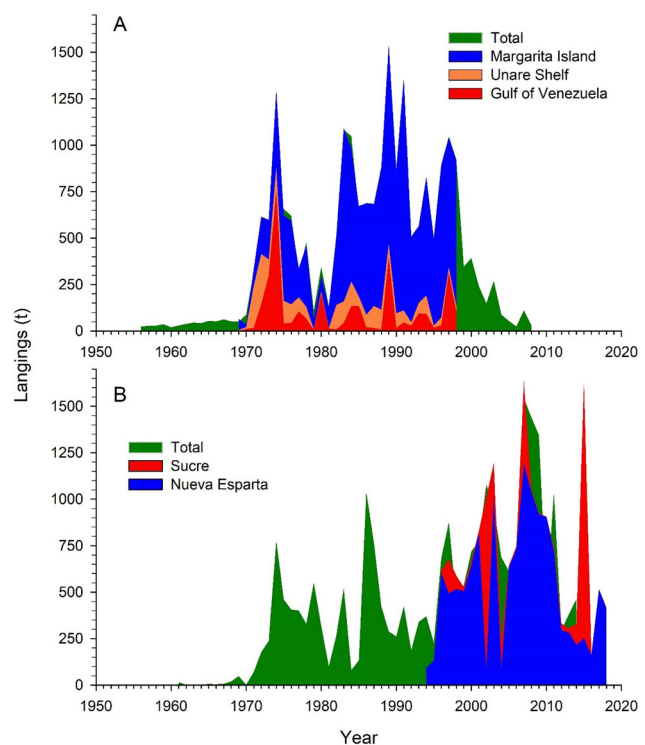 A
Total
Margarita Island
Unare Shelf
Gulf of Venezuela
1500
1250
1000
750
500
250
0
1950 1960 1970 1980 1990 2000 2010 2020
Langings (t)
B
Total
Sucre
Nueva Esparta
1500
1250
1000
750
500
250
0
1950 1960 1970 1980 1990 2000 2010 2020
Year